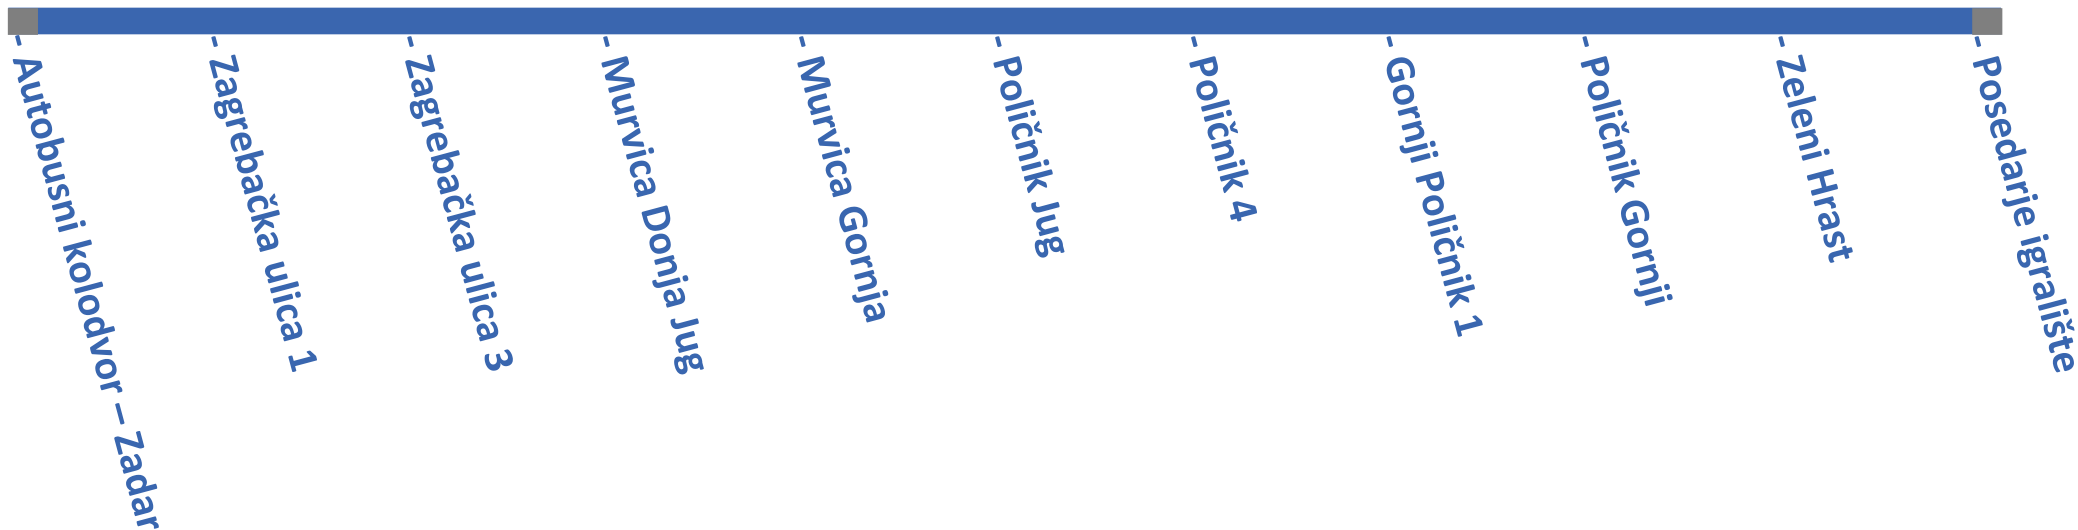 - Autobusni kolodvor – Zadar
- Zagrebačka ulica 1
- Zagrebačka ulica 3
- Murvica Donja Jug
- Murvica Gornja
- Poličnik Jug
- Poličnik 4
- Gornji Poličnik 1
- Poličnik Gornji
- Zeleni Hrast
- Posedarje igralište